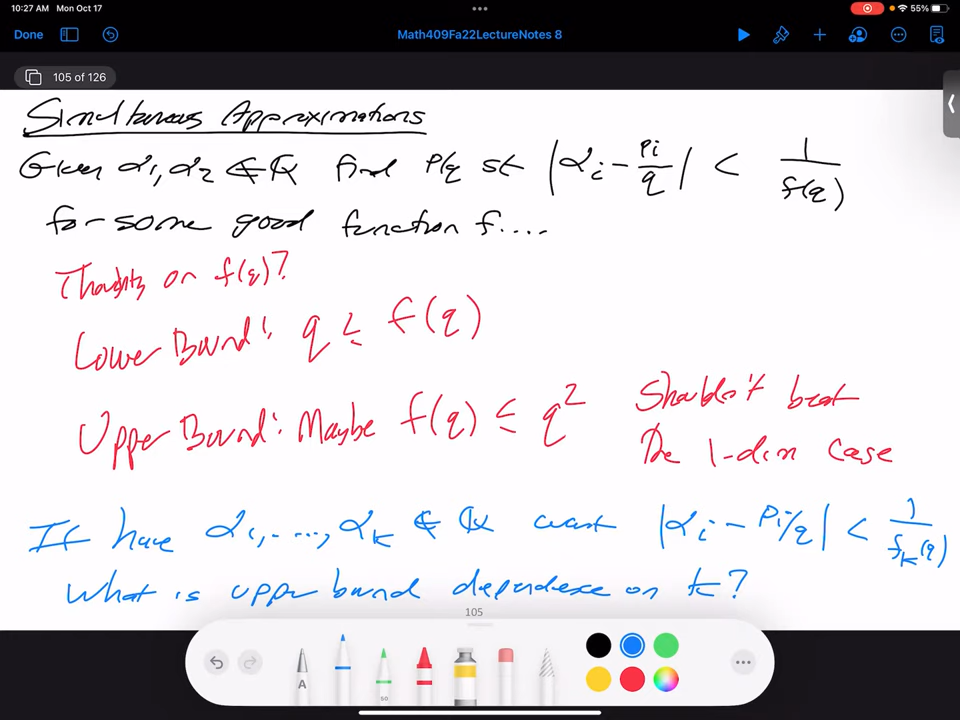 10:27 AM Mon Oct 17
55%
Done
Math409Fa22LectureNotes 8
105 of 126
Simultaneous Approximations
Given α₁, α₂ ∉ ℚ find p/q st |αᵢ - pᵢ/q| < 1/f(q)
for some good function f....
Thoughts on f(q)?
Lower Bound: q ≤ f(q)
Upper Bound: Maybe f(q) ≤ q² Shouldn't beat
The 1-dim case
If have α₁, ..., αₖ ∉ ℚ want |αᵢ - pᵢ/q| < 1/fₖ(q)
What is upper bound dependence on k?
105
A
50